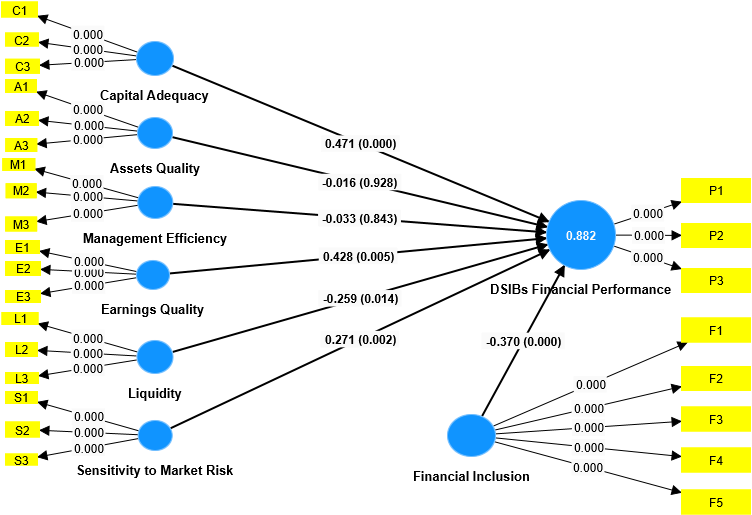 C1
0.000
C2
0.000
C3
0.000
Capital Adequacy
A1
0.000
A2
0.000
A3
0.000
Assets Quality
M1
0.000
M2
0.000
M3
0.000
Management Efficiency
E1
0.000
E2
0.000
E3
0.000
Earnings Quality
L1
0.000
L2
0.000
L3
0.000
Liquidity
S1
0.000
S2
0.000
S3
0.000
Sensitivity to Market Risk
0.471 (0.000)
-0.016 (0.928)
-0.033 (0.843)
0.428 (0.005)
-0.259 (0.014)
0.271 (0.002)
-0.370 (0.000)
0.882
DSIBs Financial Performance
0.000
P1
0.000
P2
0.000
P3
Financial Inclusion
0.000
F1
0.000
F2
0.000
F3
0.000
F4
0.000
F5